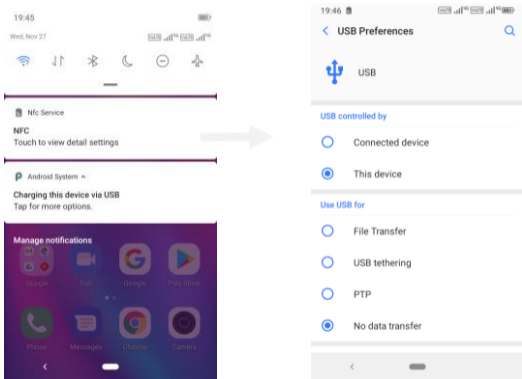 19:45
Wed, Nov 27
Nfc Service
NFC
Touch to view detail settings
Android System
Charging this device via USB
Tap for more options.
Manage notifications
Google
Duo
Google
Play Store
Phone
Messages
Chrome
Camera
19:46
USB Preferences
USB
USB controlled by
Connected device
This device
Use USB for
File Transfer
USB tethering
PTP
No data transfer